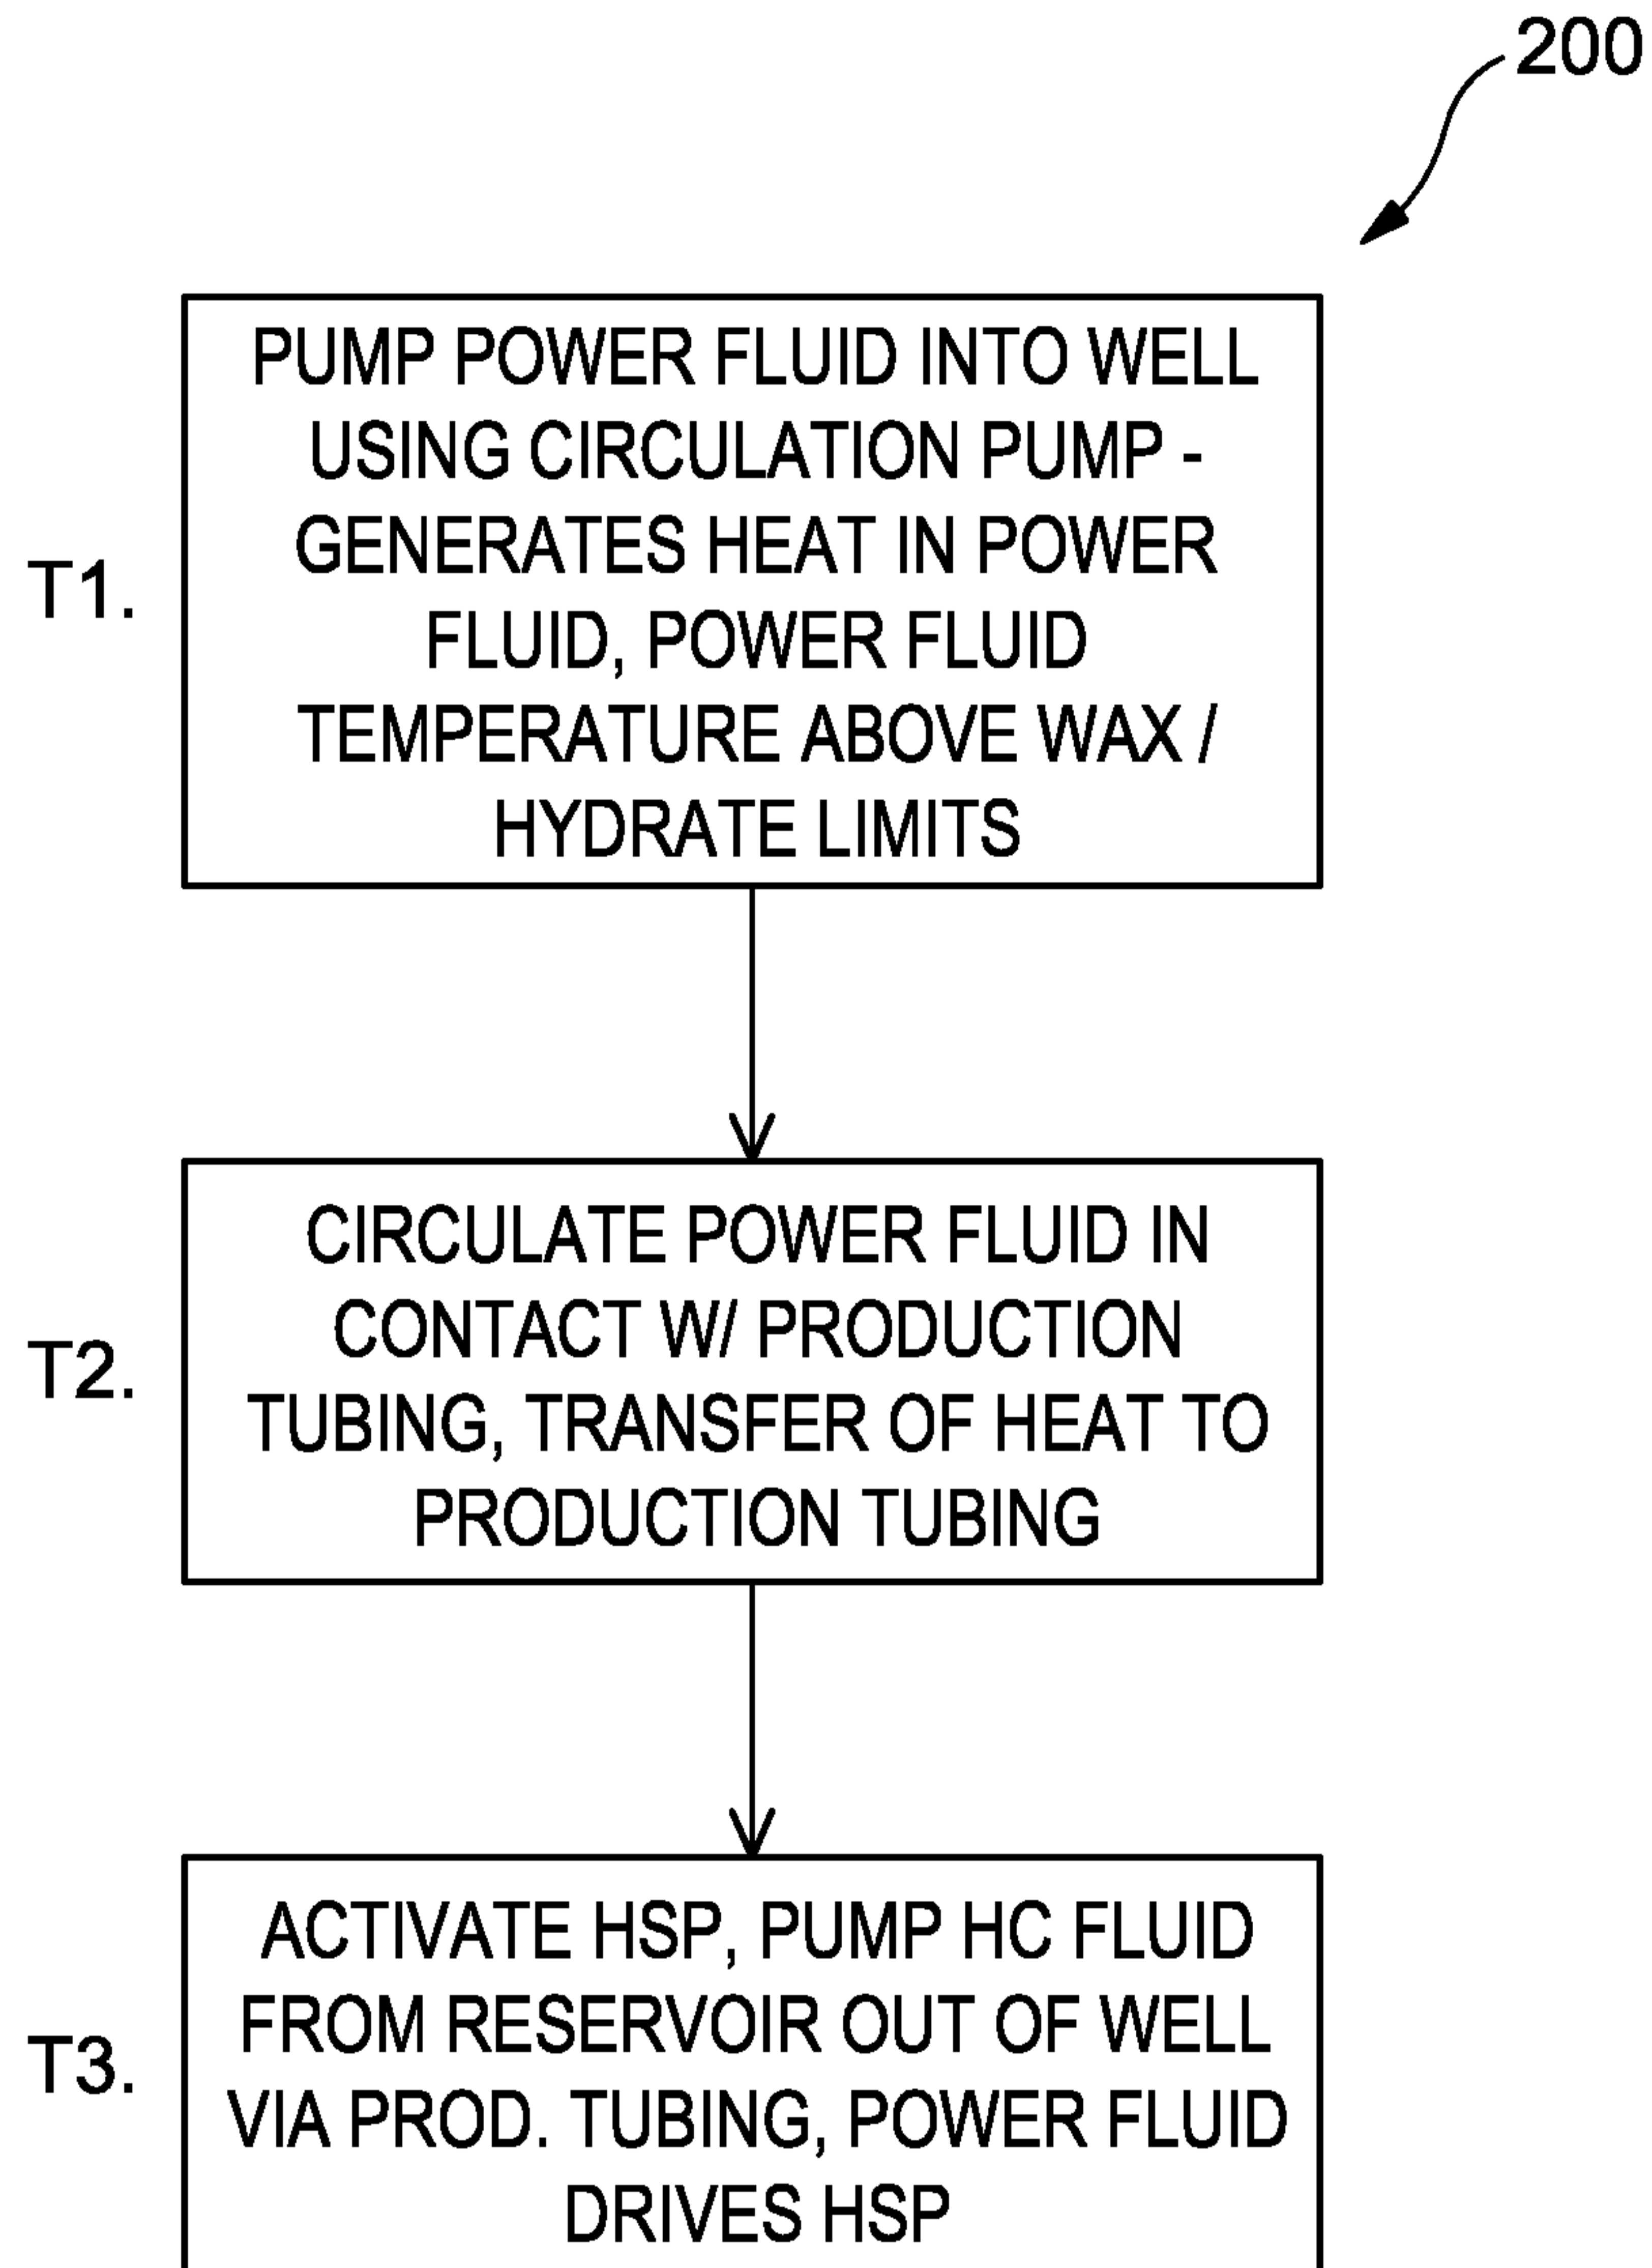 200
T1.
PUMP POWER FLUID INTO WELL
USING CIRCULATION PUMP -
GENERATES HEAT IN POWER
FLUID, POWER FLUID
TEMPERATURE ABOVE WAX /
HYDRATE LIMITS
T2.
CIRCULATE POWER FLUID IN
CONTACT W/ PRODUCTION
TUBING, TRANSFER OF HEAT TO
PRODUCTION TUBING
T3.
ACTIVATE HSP, PUMP HC FLUID
FROM RESERVOIR OUT OF WELL
VIA PROD. TUBING, POWER FLUID
DRIVES HSP